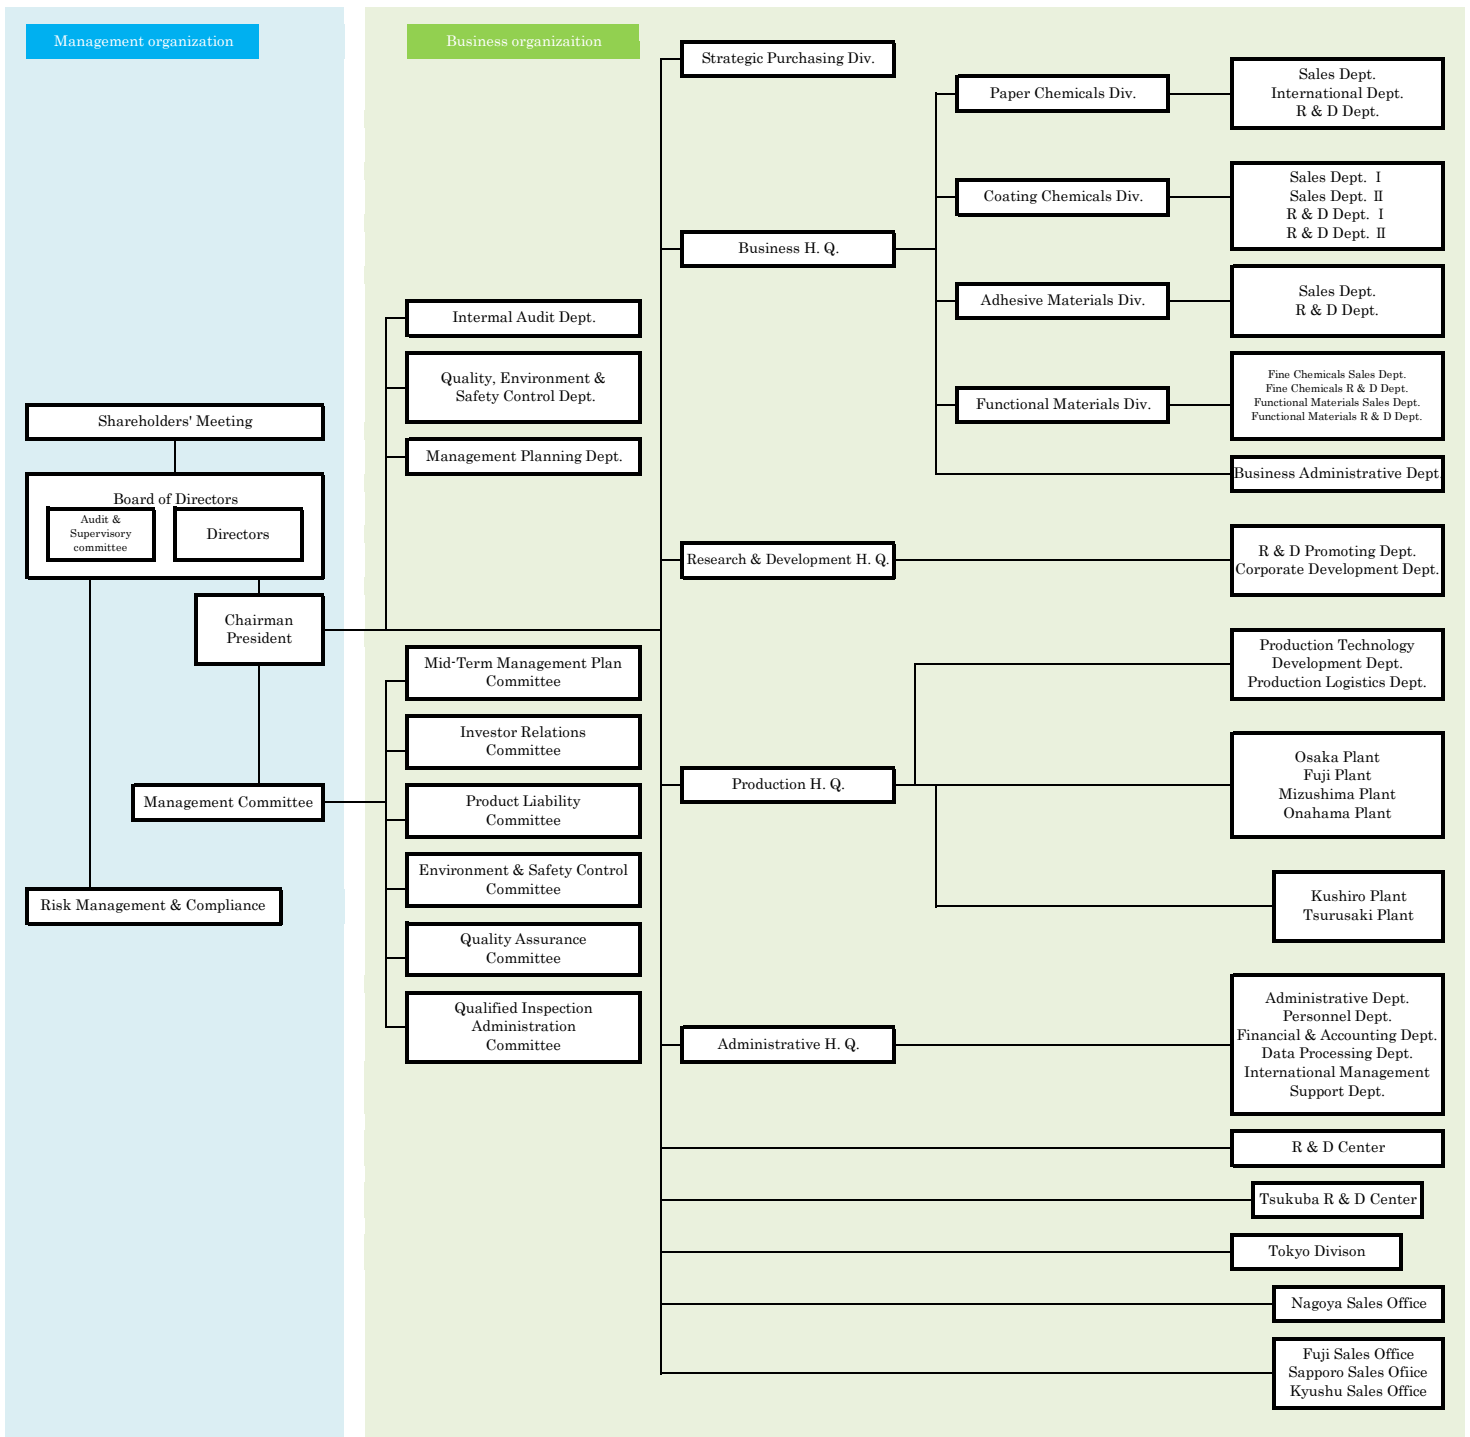 Management organization
Business organizaition
Shareholders' Meeting
Board of Directors
Audit &
Supervisory
committee
Directors
Chairman
President
Management Committee
Risk Management & Compliance
Intermal Audit Dept.
Quality, Environment &
Safety Control Dept.
Management Planning Dept.
Mid-Term Management Plan
Committee
Investor Relations
Committee
Product Liability
Committee
Environment & Safety Control
Committee
Quality Assurance
Committee
Qualified Inspection
Administration
Committee
Strategic Purchasing Div.
Business H. Q.
Paper Chemicals Div.
Sales Dept.
International Dept.
R & D Dept.
Coating Chemicals Div.
Sales Dept. Ⅰ
Sales Dept. Ⅱ
R & D Dept. Ⅰ
R & D Dept. Ⅱ
Adhesive Materials Div.
Sales Dept.
R & D Dept.
Functional Materials Div.
Fine Chemicals Sales Dept.
Fine Chemicals R & D Dept.
Functional Materials Sales Dept.
Functional Materials R & D Dept.
Business Administrative Dept.
Research & Development H. Q.
R & D Promoting Dept.
Corporate Development Dept.
Production H. Q.
Production Technology
Development Dept.
Production Logistics Dept.
Osaka Plant
Fuji Plant
Mizushima Plant
Onahama Plant
Kushiro Plant
Tsurusaki Plant
Administrative H. Q.
Administrative Dept.
Personnel Dept.
Financial & Accounting Dept.
Data Processing Dept.
International Management
Support Dept.
R & D Center
Tsukuba R & D Center
Tokyo Divison
Nagoya Sales Office
Fuji Sales Office
Sapporo Sales Ofiice
Kyushu Sales Office